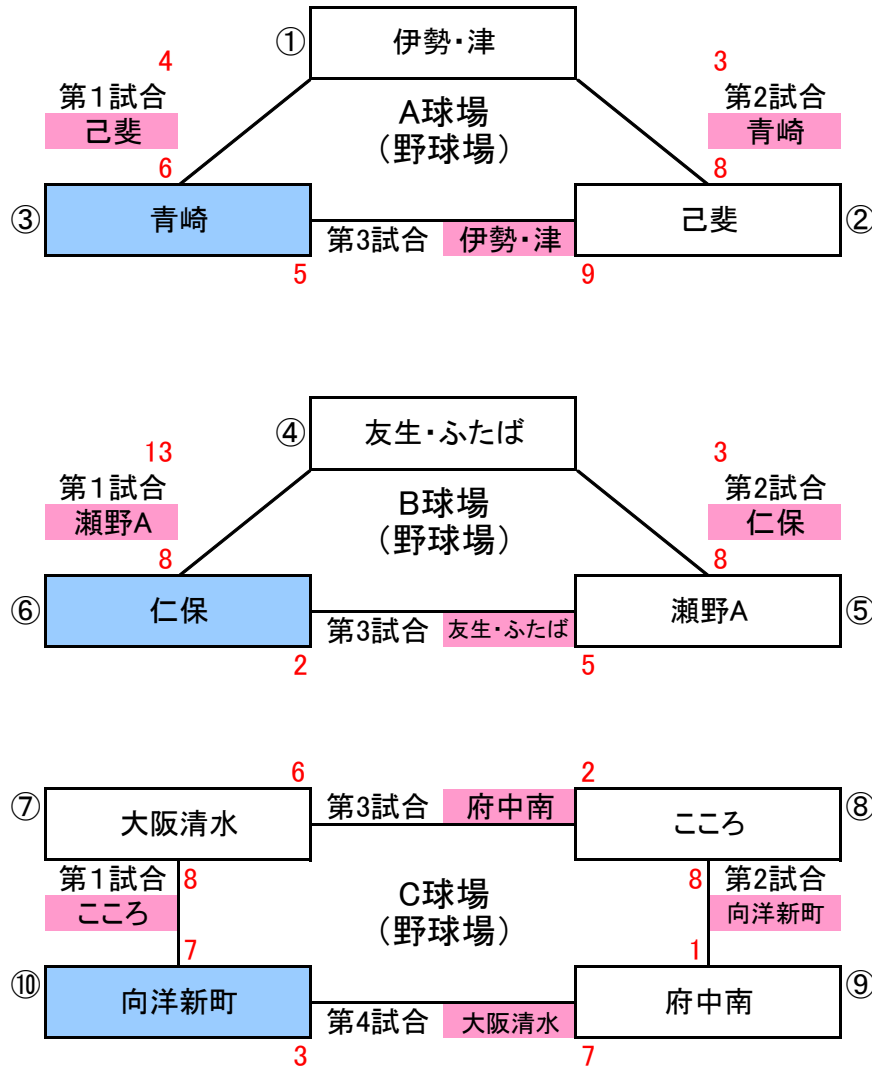 ① 伊勢・津
4 3
第1試合 A球場 第2試合
己斐 (野球場) 青崎
6 8
③ 青崎 己斐 ②
第3試合 伊勢・津
5 9
④ 友生・ふたば
13 3
第1試合 B球場 第2試合
瀬野A (野球場) 仁保
8 8
⑥ 仁保 瀬野A ⑤
第3試合 友生・ふたば
2 5
6 2
⑦ 大阪清水 第3試合 府中南 こころ ⑧
第1試合 8 C球場 8 第2試合
こころ (野球場) 向洋新町
7 1
⑩ 向洋新町 府中南 ⑨
第4試合 大阪清水
3 7